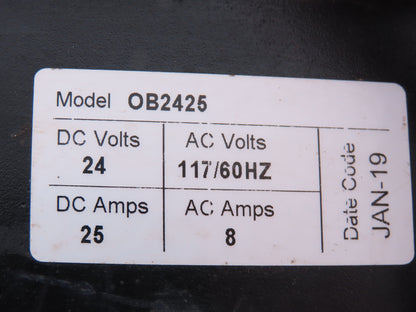 Model OB2425
DC Volts AC Volts
24 117/60HZ
DC Amps AC Amps
25 8
Date Code
JAN-19